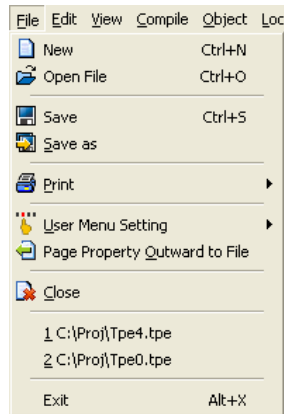 File Edit View Compile Object Loc
New Ctrl+N
Open File Ctrl+O
Save Ctrl+S
Save as
Print
User Menu Setting
Page Property Outward to File
Close
1 C:\Proj\Tpe4.tpe
2 C:\Proj\Tpe0.tpe
Exit Alt+X